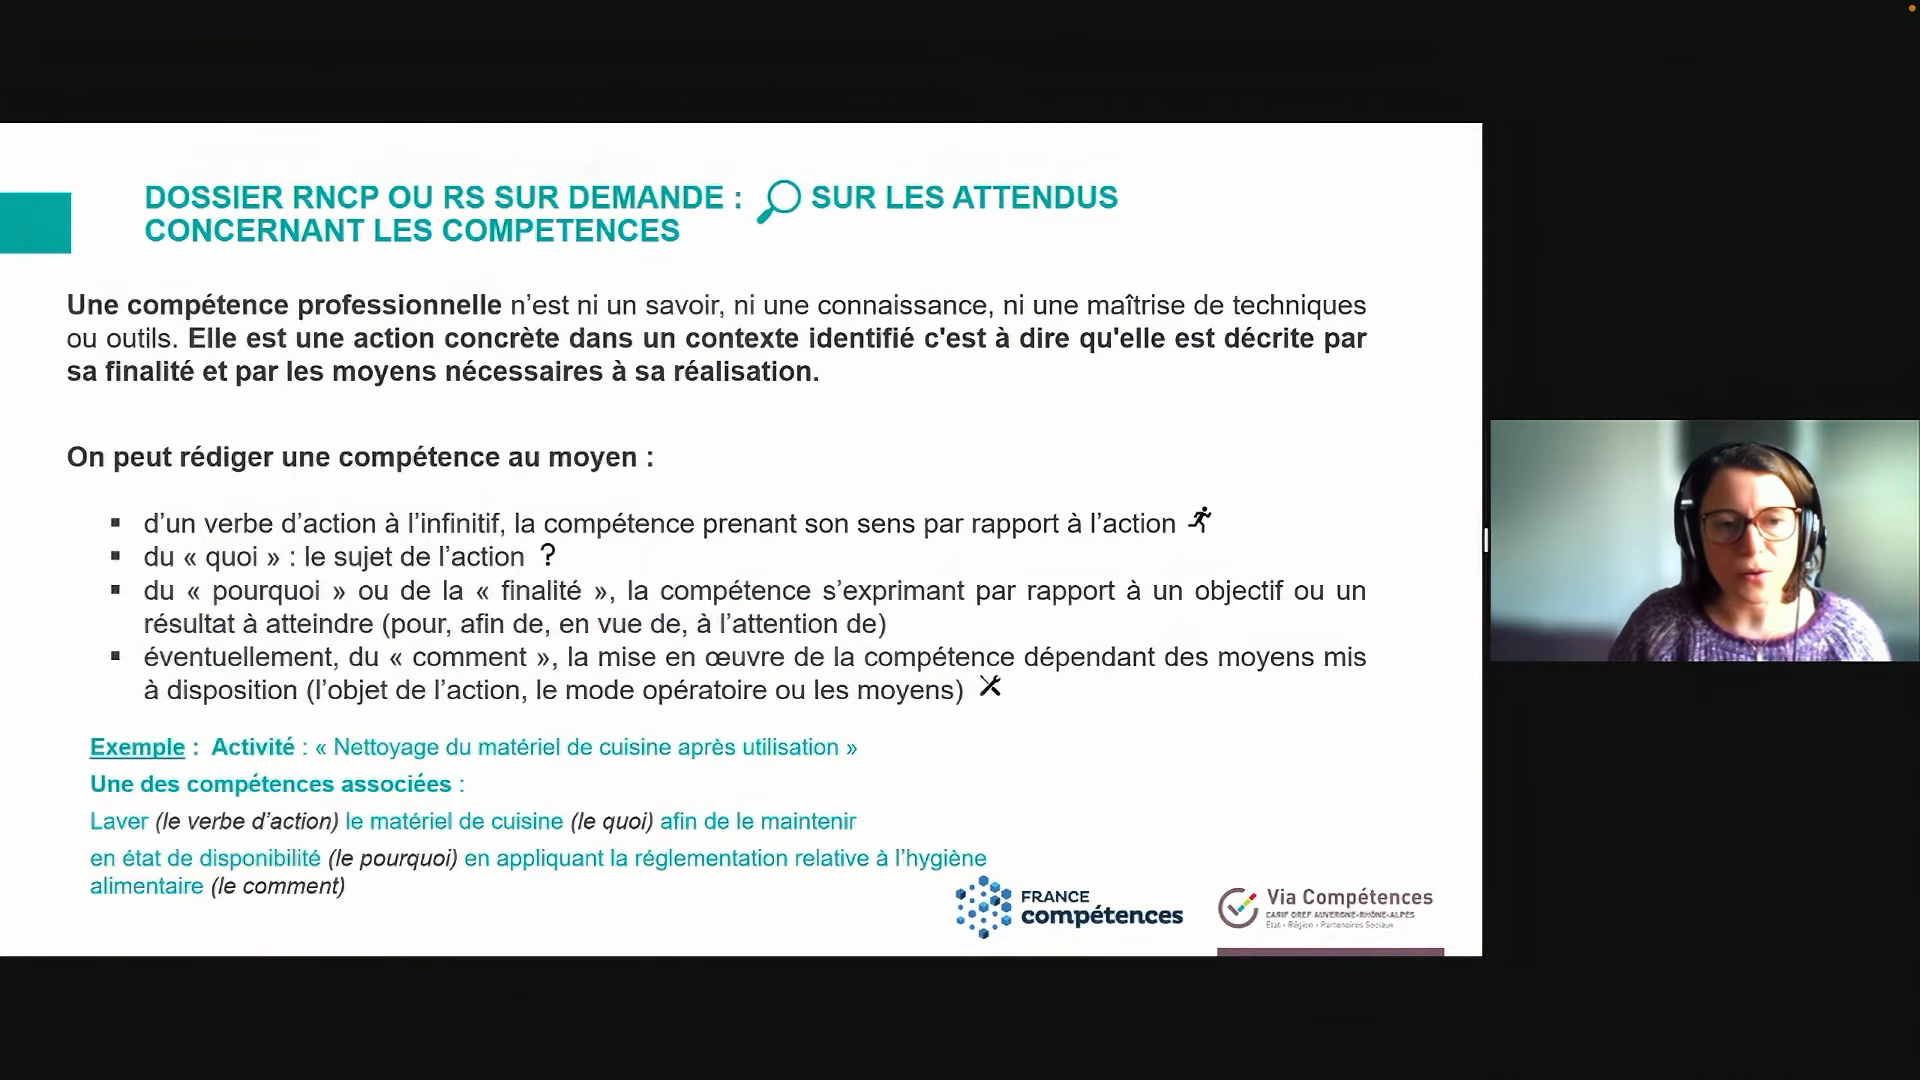 DOSSIER RNCP OU RS SUR DEMANDE : SUR LES ATTENDUS
CONCERNANT LES COMPETENCES
Une compétence professionnelle n’est ni un savoir, ni une connaissance, ni une maîtrise de techniques
ou outils. Elle est une action concrète dans un contexte identifié c'est à dire qu'elle est décrite par
sa finalité et par les moyens nécessaires à sa réalisation.
On peut rédiger une compétence au moyen :
▪ d’un verbe d’action à l’infinitif, la compétence prenant son sens par rapport à l’action
▪ du « quoi » : le sujet de l’action ?
▪ du « pourquoi » ou de la « finalité », la compétence s’exprimant par rapport à un objectif ou un
résultat à atteindre (pour, afin de, en vue de, à l’attention de)
▪ éventuellement, du « comment », la mise en œuvre de la compétence dépendant des moyens mis
à disposition (l’objet de l’action, le mode opératoire ou les moyens)
Exemple : Activité : « Nettoyage du matériel de cuisine après utilisation »
Une des compétences associées :
Laver (le verbe d’action) le matériel de cuisine (le quoi) afin de le maintenir
en état de disponibilité (le pourquoi) en appliquant la réglementation relative à l’hygiène
alimentaire (le comment)
FRANCE
compétences
Via Compétences
CARIF OREF AUVERGNE-RHÔNE-ALPES
État • Région • Partenaires Sociaux